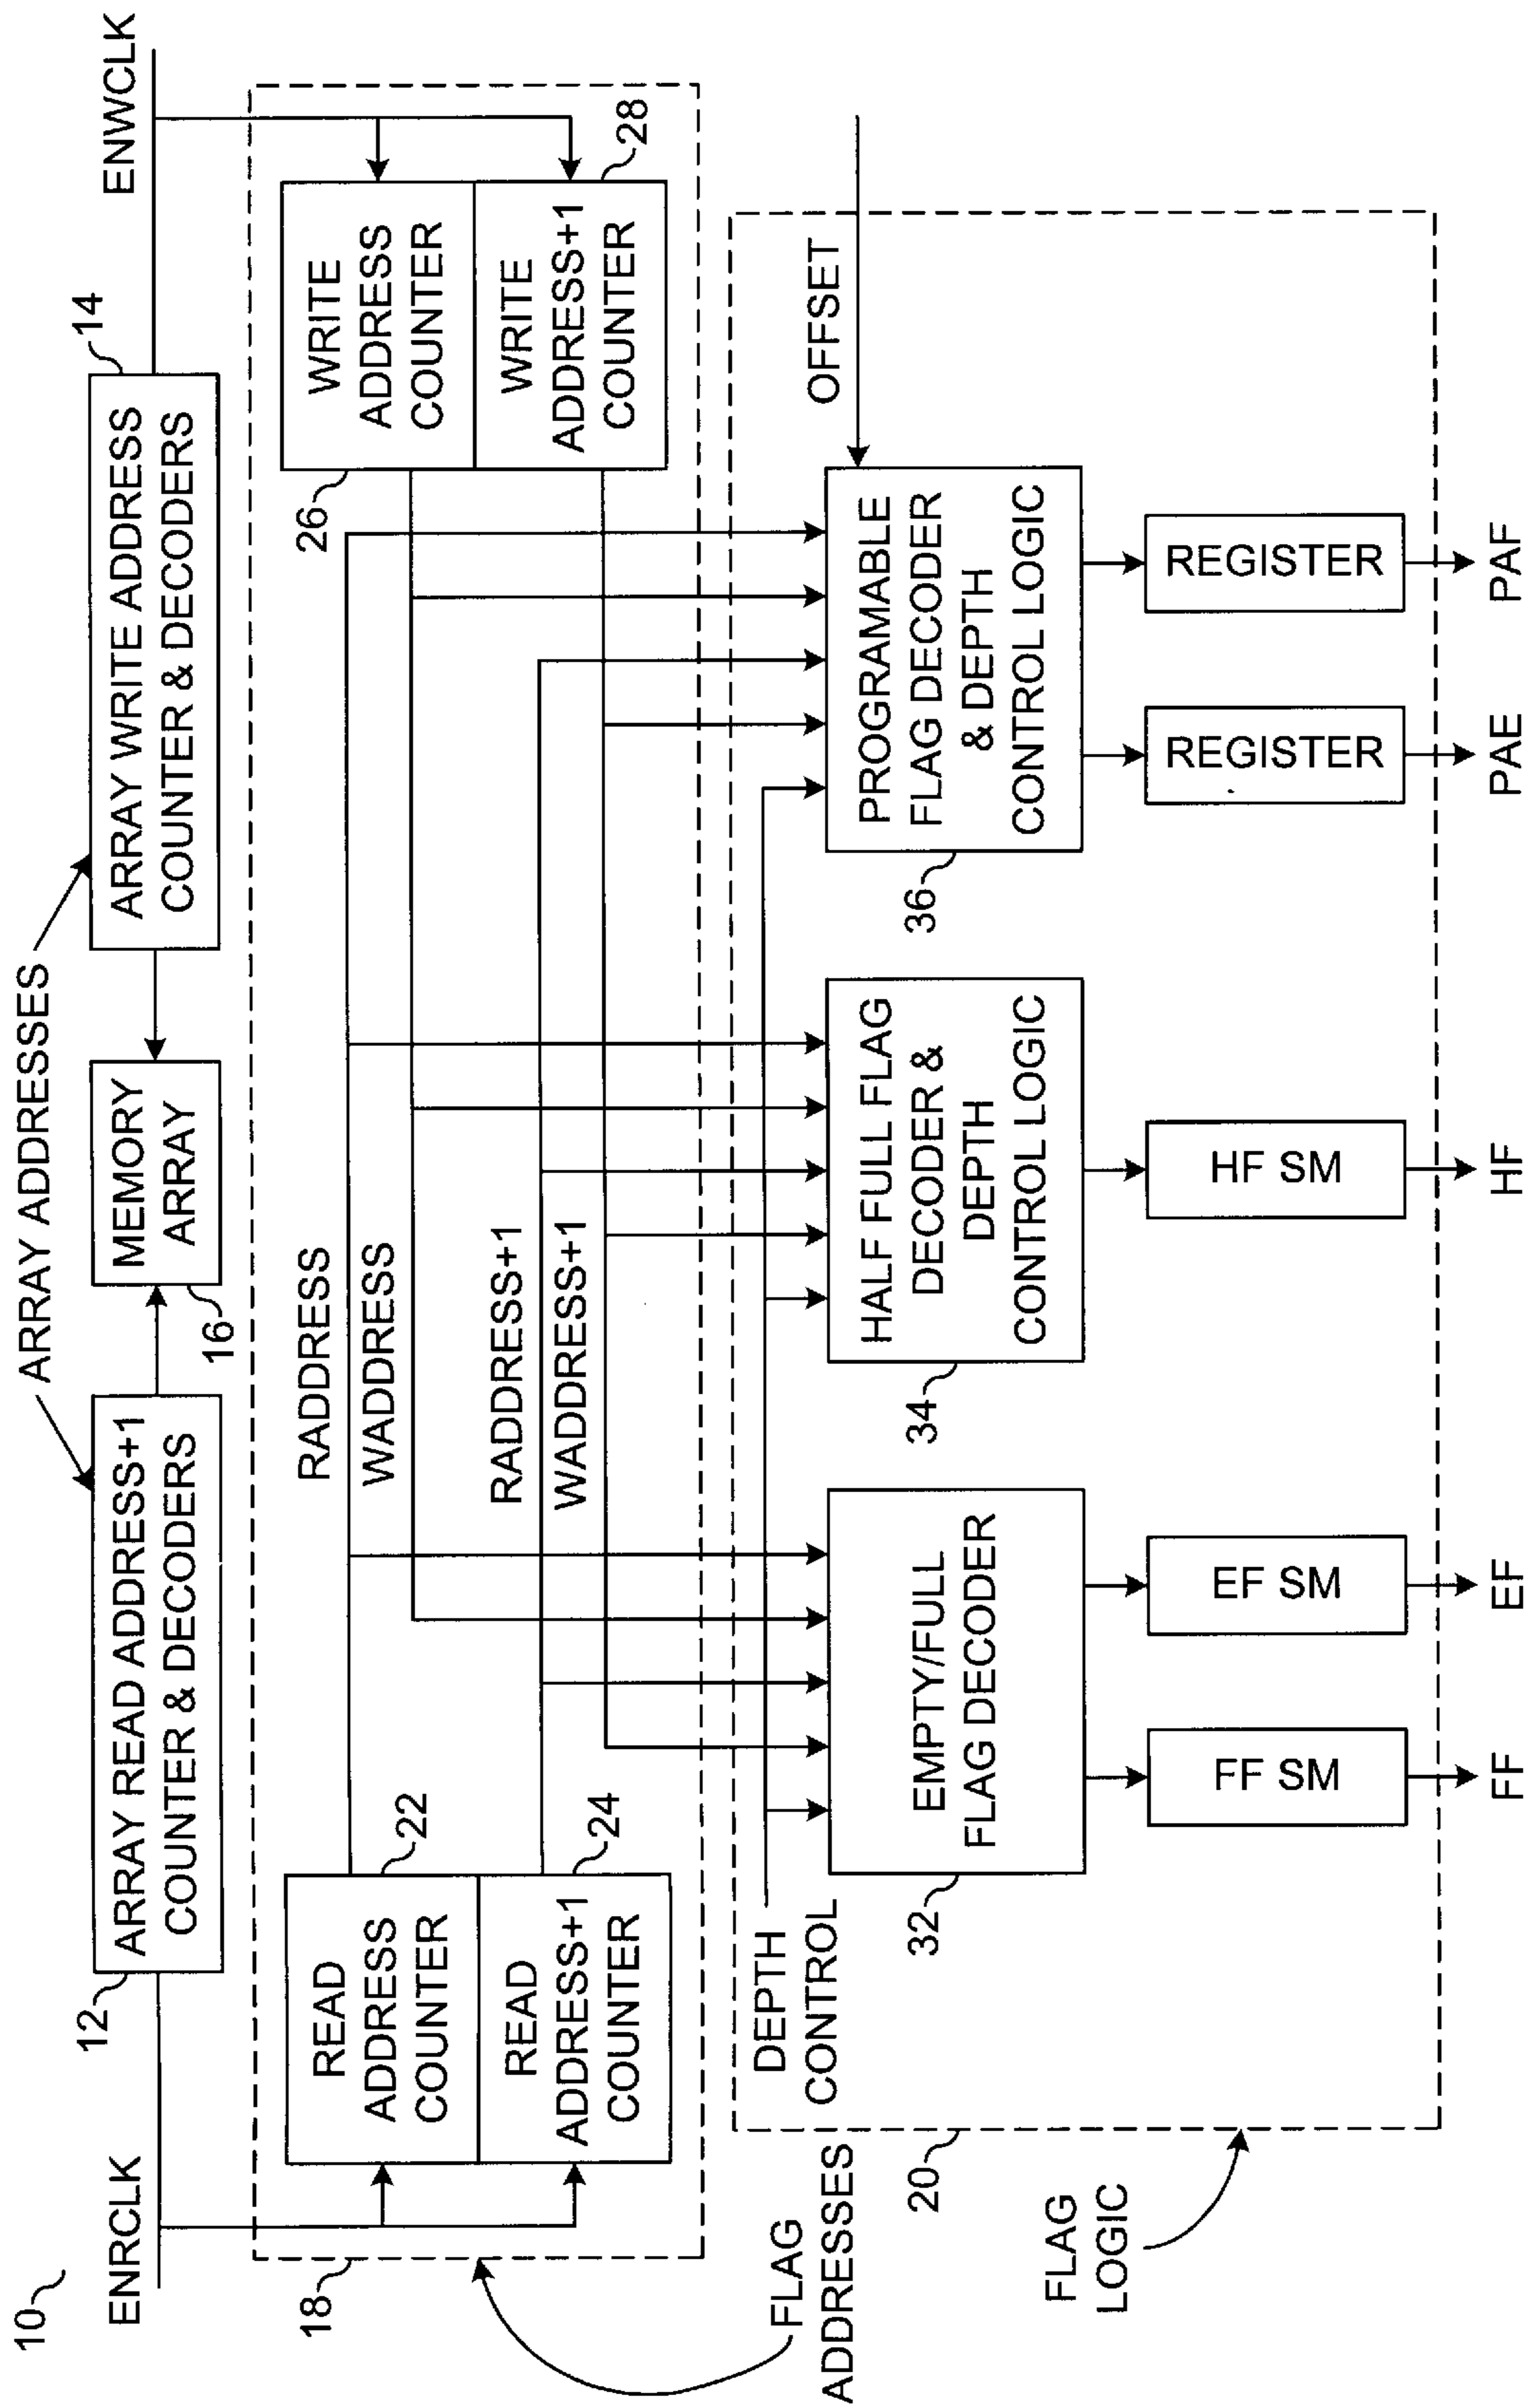 10
ENRCLK
ENWCLK
ARRAY ADDRESSES
12
ARRAY READ ADDRESS+1
COUNTER & DECODERS
MEMORY
ARRAY
16
14
ARRAY WRITE ADDRESS
COUNTER & DECODERS
18
READ
ADDRESS
COUNTER
22
READ
ADDRESS+1
COUNTER
24
RADDRESS
WADDRESS
RADDRESS+1
WADDRESS+1
26
WRITE
ADDRESS
COUNTER
WRITE
ADDRESS+1
COUNTER
28
FLAG
ADDRESSES
DEPTH
CONTROL
OFFSET
20
FLAG
LOGIC
32
EMPTY/FULL
FLAG DECODER
34
HALF FULL FLAG
DECODER &
DEPTH
CONTROL LOGIC
36
PROGRAMABLE
FLAG DECODER
& DEPTH
CONTROL LOGIC
FF SM
EF SM
HF SM
REGISTER
REGISTER
FF
EF
HF
PAE
PAF